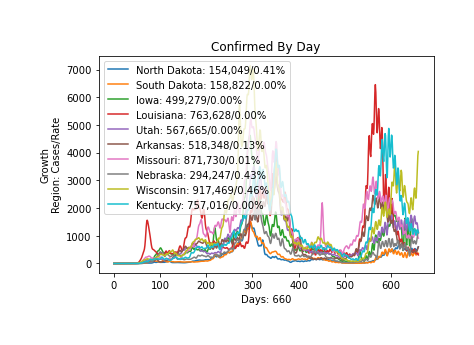 Confirmed By Day
Growth
Region: Cases/Rate
7000
6000
5000
4000
3000
2000
1000
0
North Dakota: 154,049/0.41%
South Dakota: 158,822/0.00%
Iowa: 499,279/0.00%
Louisiana: 763,628/0.00%
Utah: 567,665/0.00%
Arkansas: 518,348/0.13%
Missouri: 871,730/0.01%
Nebraska: 294,247/0.43%
Wisconsin: 917,469/0.46%
Kentucky: 757,016/0.00%
0 100 200 300 400 500 600
Days: 660